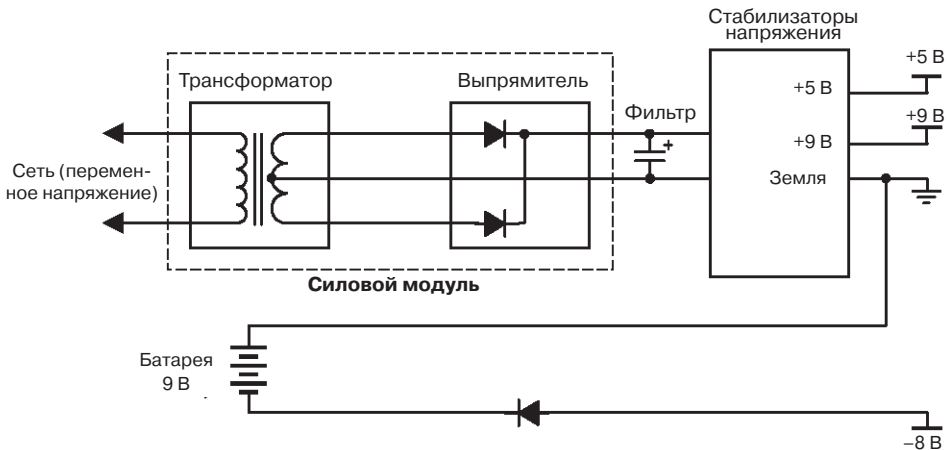 Стабилизаторы
напряжения
+5 В
Трансформатор
Выпрямитель
+5 В
Фильтр
+9 В
+
+9 В
Сеть (перемен-
ное напряжение)
Земля
Силовой модуль
Батарея
9 В
–8 В